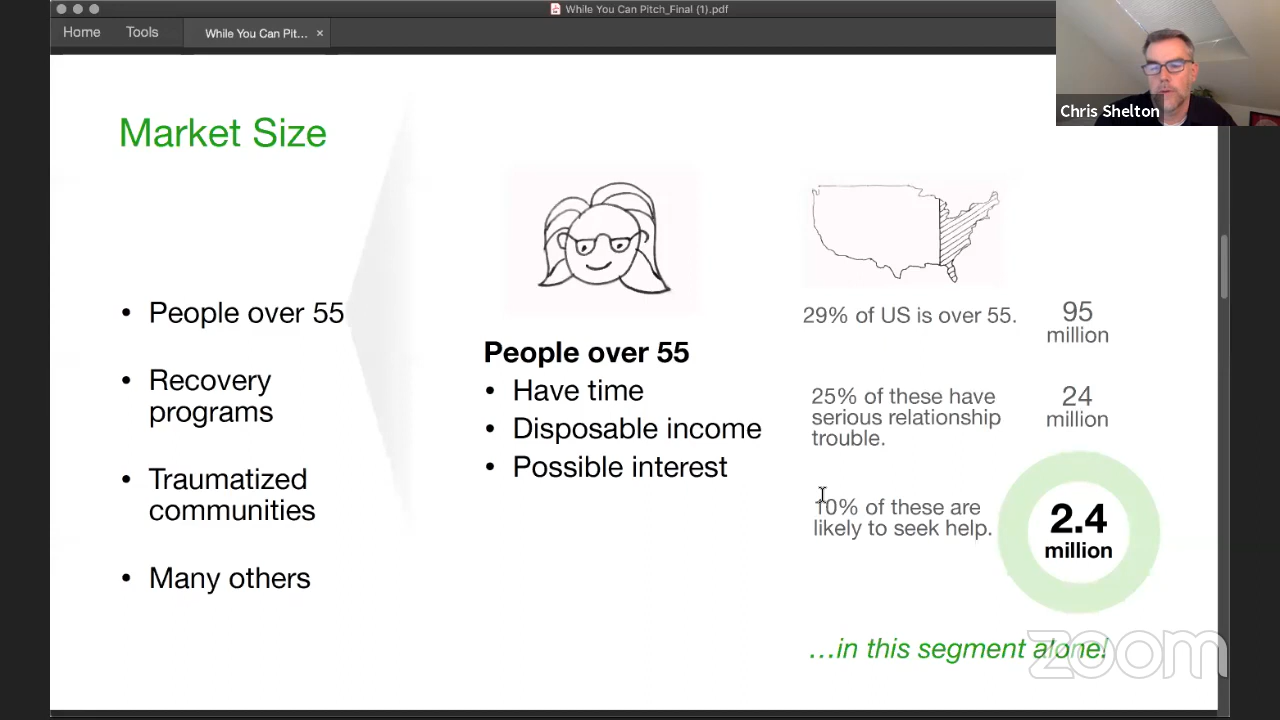 While You Can Pitch_Final (1).pdf
Home
Tools
While You Can Pit...
×
Chris Shelton
Market Size
• People over 55
• Recovery
programs
• Traumatized
communities
• Many others
People over 55
• Have time
• Disposable income
• Possible interest
29% of US is over 55.
95
million
25% of these have
serious relationship
trouble.
24
million
10% of these are
likely to seek help.
2.4
million
…in this segment alone!
zoom